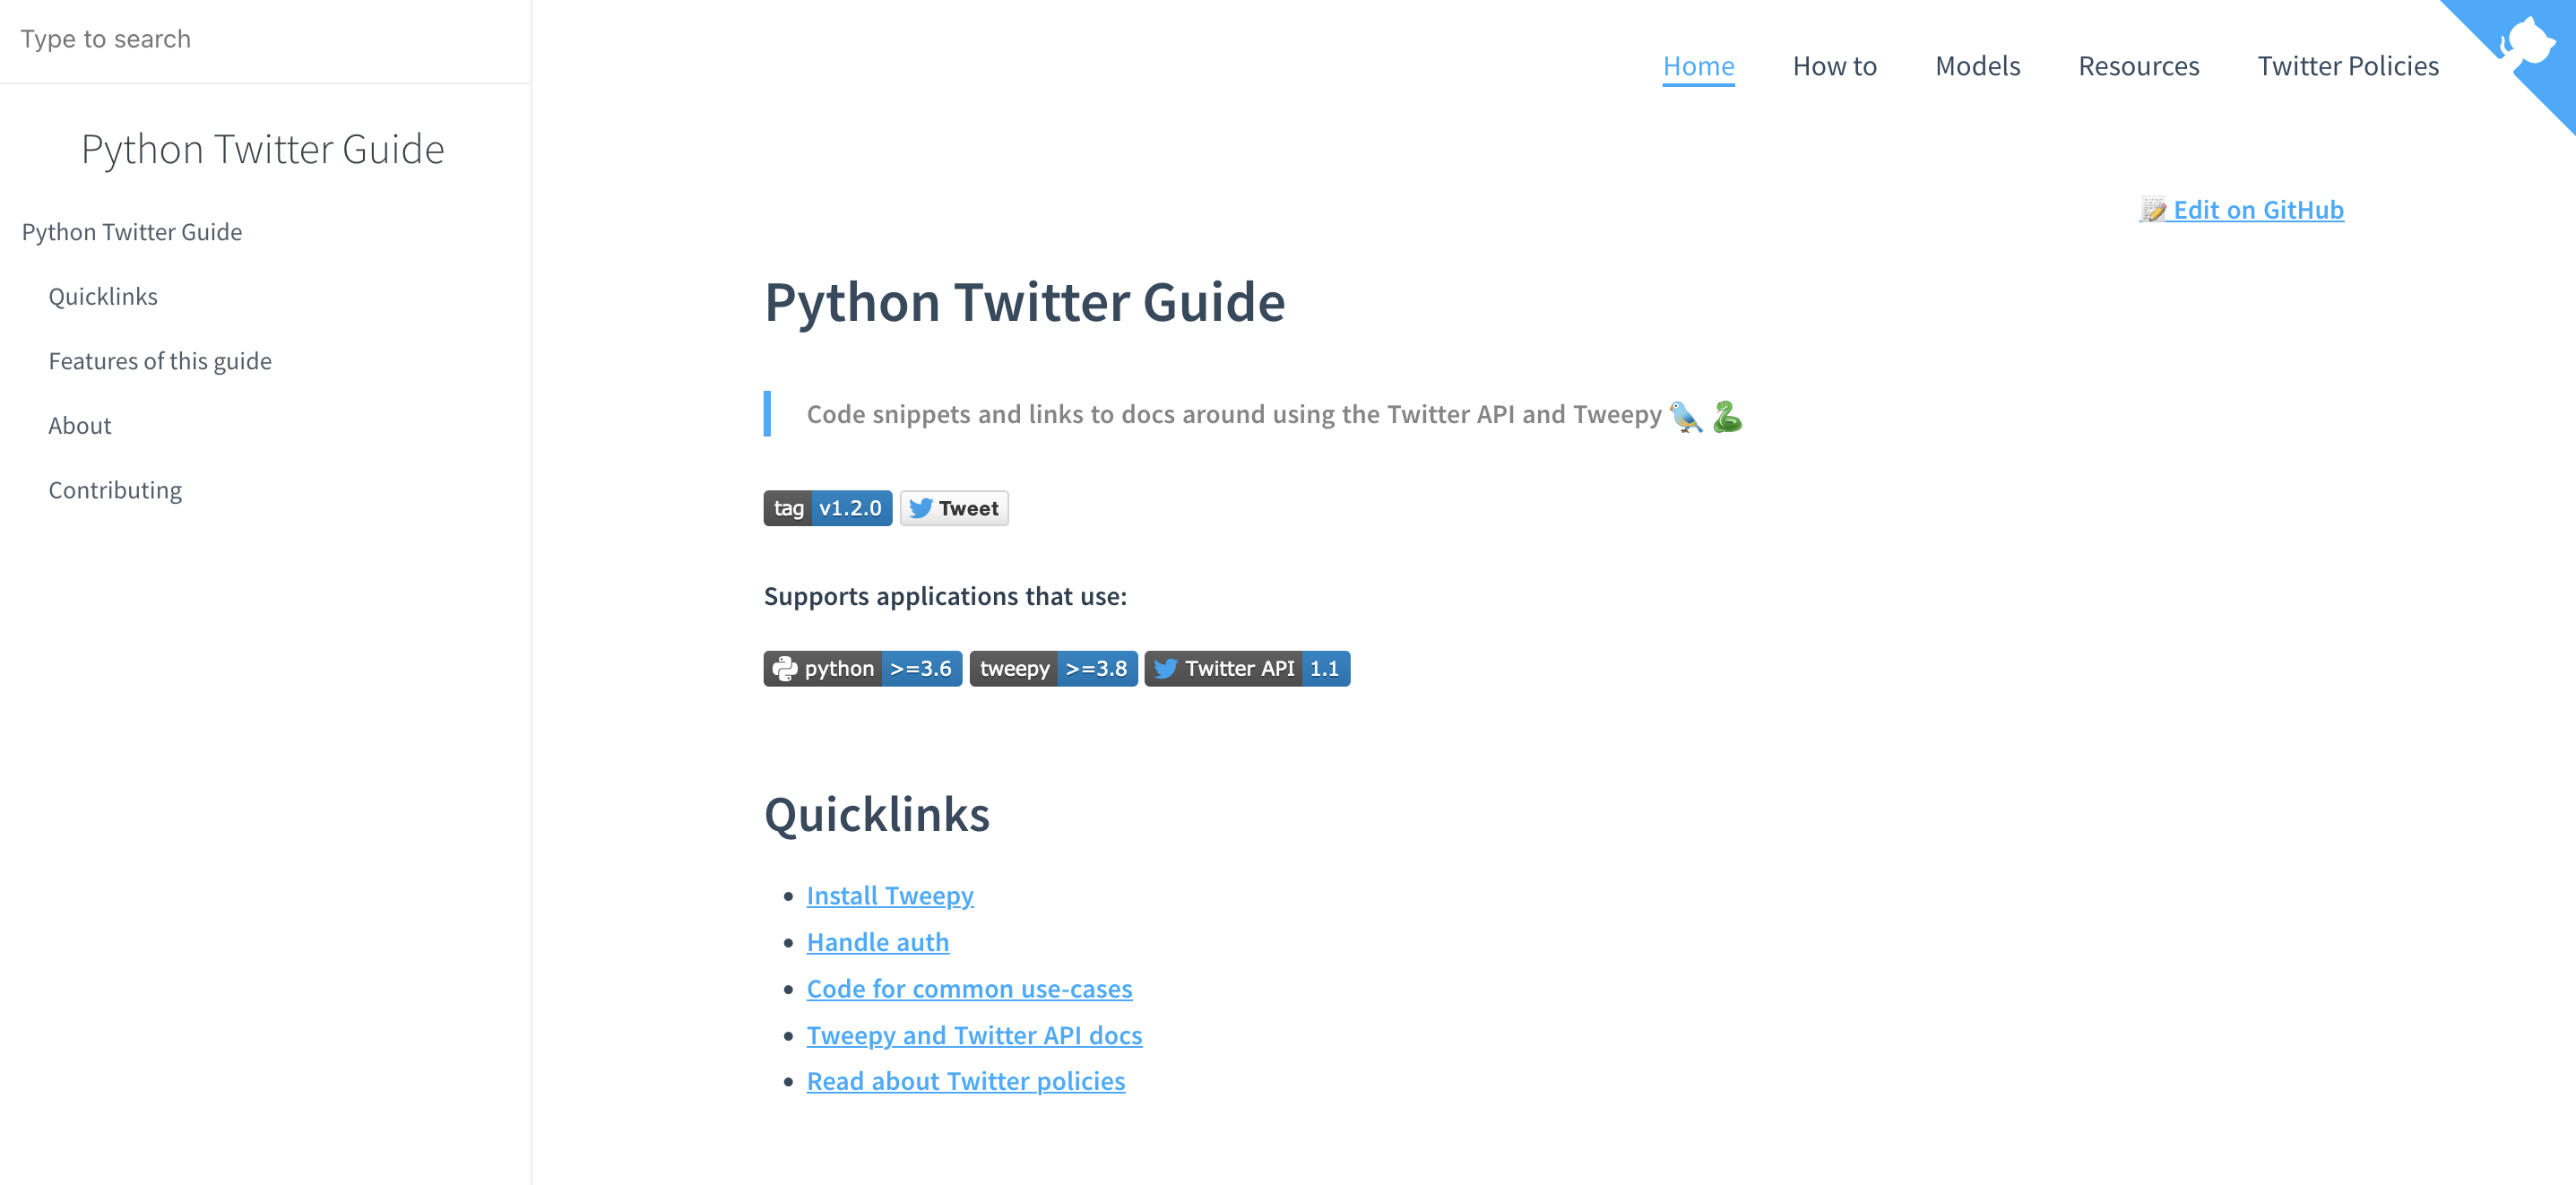 Type to search
Python Twitter Guide
Python Twitter Guide
Quicklinks
Features of this guide
About
Contributing
Home How to Models Resources Twitter Policies
📝 Edit on GitHub
Python Twitter Guide
Code snippets and links to docs around using the Twitter API and Tweepy 🐦 🐍
tag v1.2.0 Tweet
Supports applications that use:
python >=3.6 tweepy >=3.8 Twitter API 1.1
Quicklinks
• Install Tweepy
• Handle auth
• Code for common use-cases
• Tweepy and Twitter API docs
• Read about Twitter policies